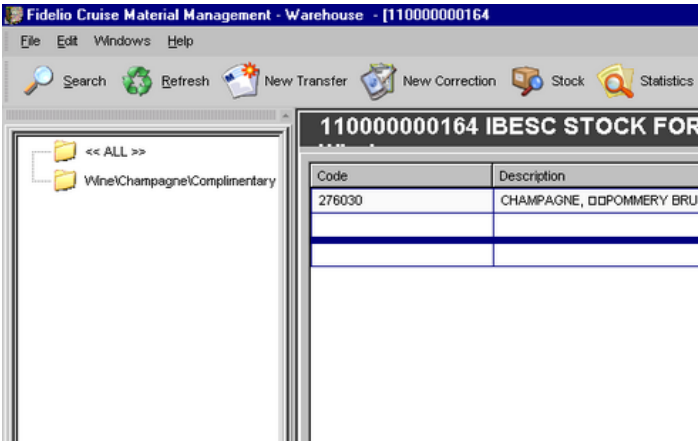 Fidelio Cruise Material Management - Warehouse - [110000000164
File Edit Windows Help
Search Refresh New Transfer New Correction Stock Statistics
110000000164 IBESC STOCK FOR
<< ALL >>
Wine\Champagne\Complimentary
Code Description
276030 CHAMPAGNE, □□POMMERY BRU